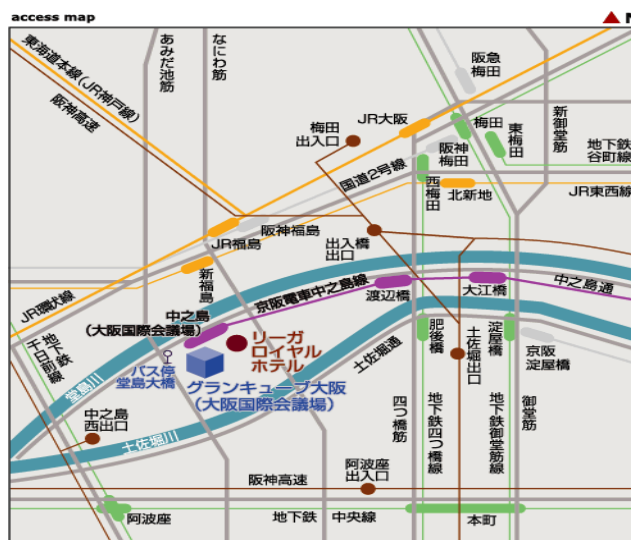 access map
N
東海道本線(JR神戸線)
阪神高速
あみだ池筋
なにわ筋
阪急
梅田
新御堂筋
JR大阪
梅田
出入口
梅田
東梅田
阪神
梅田
地下鉄
谷町線
国道2号線
西梅田
北新地
JR東西線
JR福島
阪神福島
新福島
出入橋
出口
JR環状線
京阪電車中之島線
渡辺橋
大江橋
中之島通
中之島
(大阪国際会議場)
リーガ
ロイヤル
ホテル
地下鉄
千日前線
バス停
堂島大橋
グランキューブ大阪
(大阪国際会議場)
土佐堀通
肥後橋
土佐堀出口
淀屋橋
京阪
淀屋橋
堂島川
中之島
西出口
土佐堀川
四つ橋筋
地下鉄四つ橋線
地下鉄御堂筋線
御堂筋
阪神高速
阿波座
出入口
阿波座
地下鉄 中央線
本町